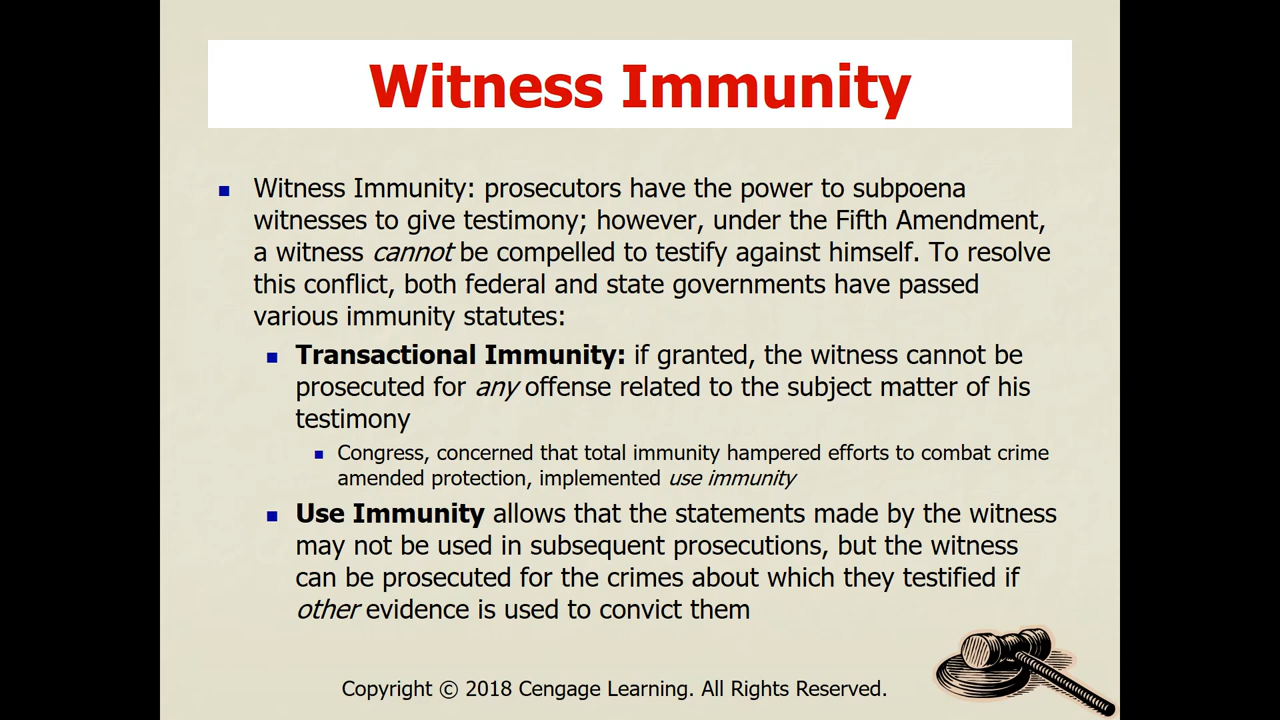 Witness Immunity
Witness Immunity: prosecutors have the power to subpoena
witnesses to give testimony; however, under the Fifth Amendment,
a witness cannot be compelled to testify against himself. To resolve
this conflict, both federal and state governments have passed
various immunity statutes:
Transactional Immunity: if granted, the witness cannot be
prosecuted for any offense related to the subject matter of his
testimony
Congress, concerned that total immunity hampered efforts to combat crime
amended protection, implemented use immunity
Use Immunity allows that the statements made by the witness
may not be used in subsequent prosecutions, but the witness
can be prosecuted for the crimes about which they testified if
other evidence is used to convict them
Copyright © 2018 Cengage Learning. All Rights Reserved.